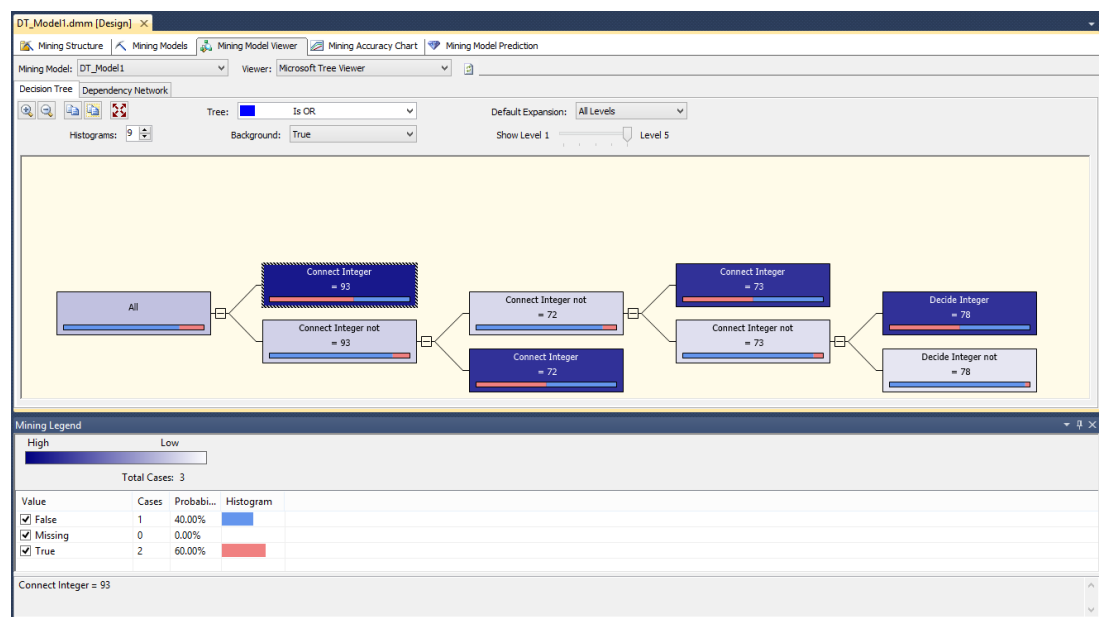 DT_Model1.dmm [Design]
Mining Structure Mining Models Mining Model Viewer Mining Accuracy Chart Mining Model Prediction
Mining Model: DT_Model1 Viewer: Microsoft Tree Viewer
Decision Tree Dependency Network
Tree: Is OR Default Expansion: All Levels
Histograms: 9 Background: True Show Level 1 Level 5
All
Connect Integer
= 93
Connect Integer not
= 93
Connect Integer not
= 72
Connect Integer
= 72
Connect Integer
= 73
Connect Integer not
= 73
Decide Integer
= 78
Decide Integer not
= 78
Mining Legend
High Low
Total Cases: 3
Value Cases Probabi... Histogram
False 1 40.00%
Missing 0 0.00%
True 2 60.00%
Connect Integer = 93